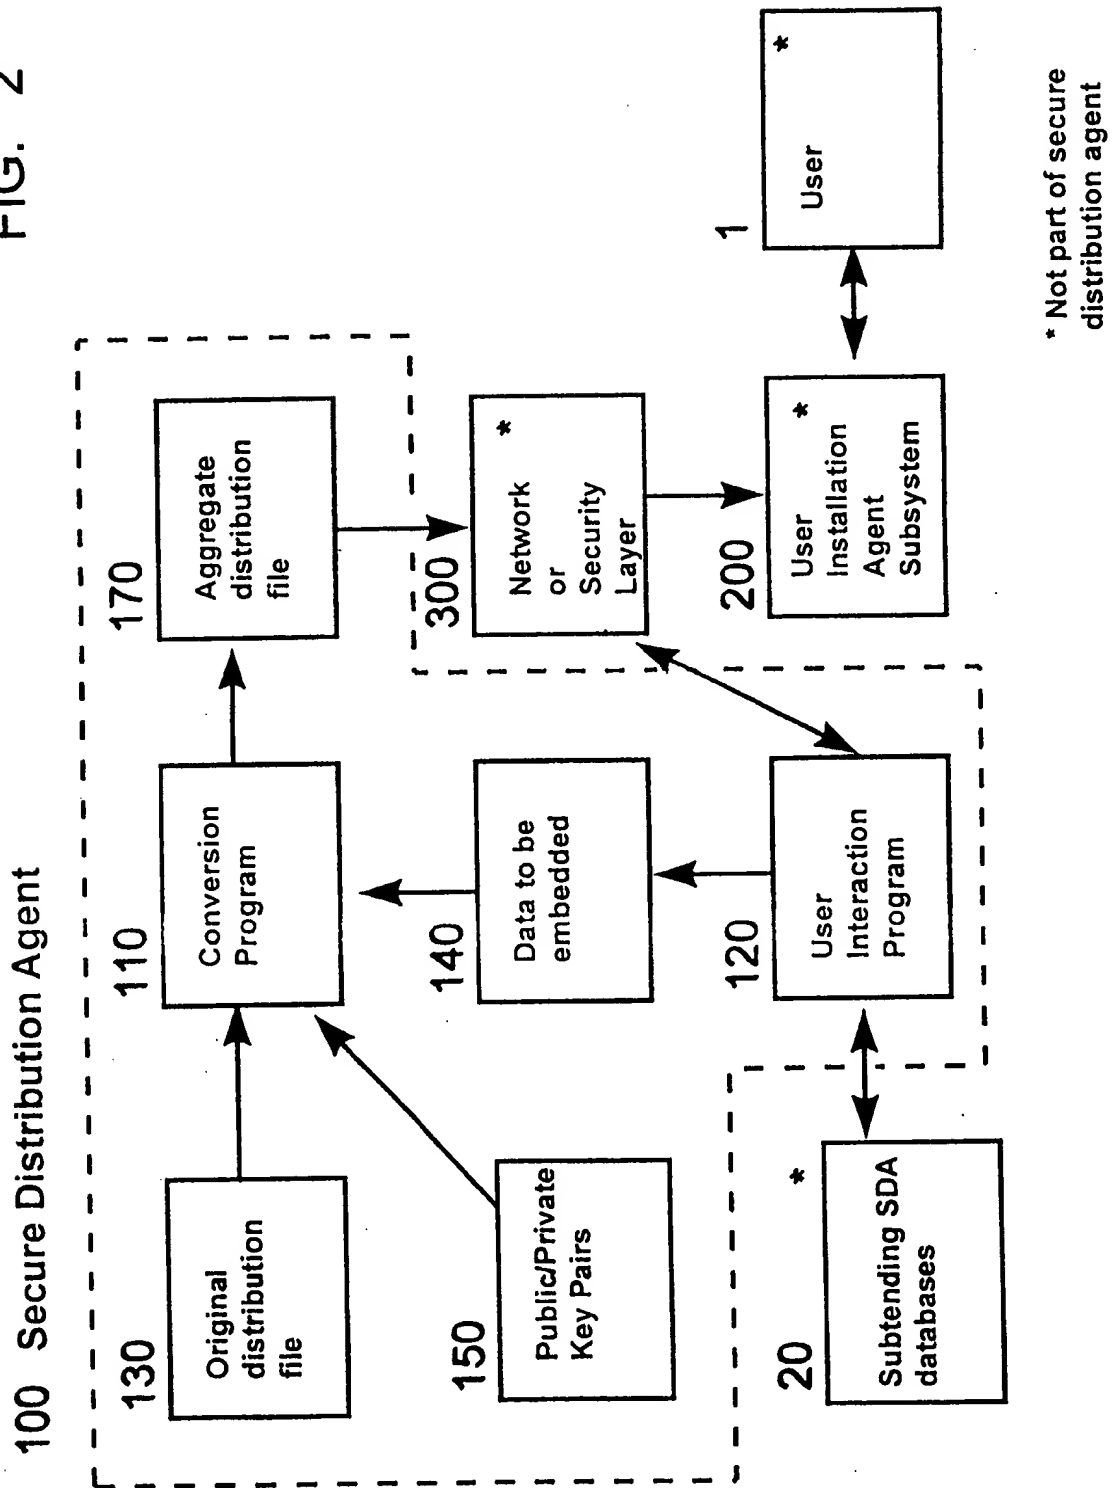 FIG. 2
100 Secure Distribution Agent
130
Original
distribution
file
110
Conversion
Program
170
Aggregate
distribution
file
150
Public/Private
Key Pairs
140
Data to be
embedded
300
*
Network
or
Security
Layer
20
*
Subtending SDA
databases
120
User
Interaction
Program
200
*
User
Installation
Agent
Subsystem
1
*
User
* Not part of secure
distribution agent